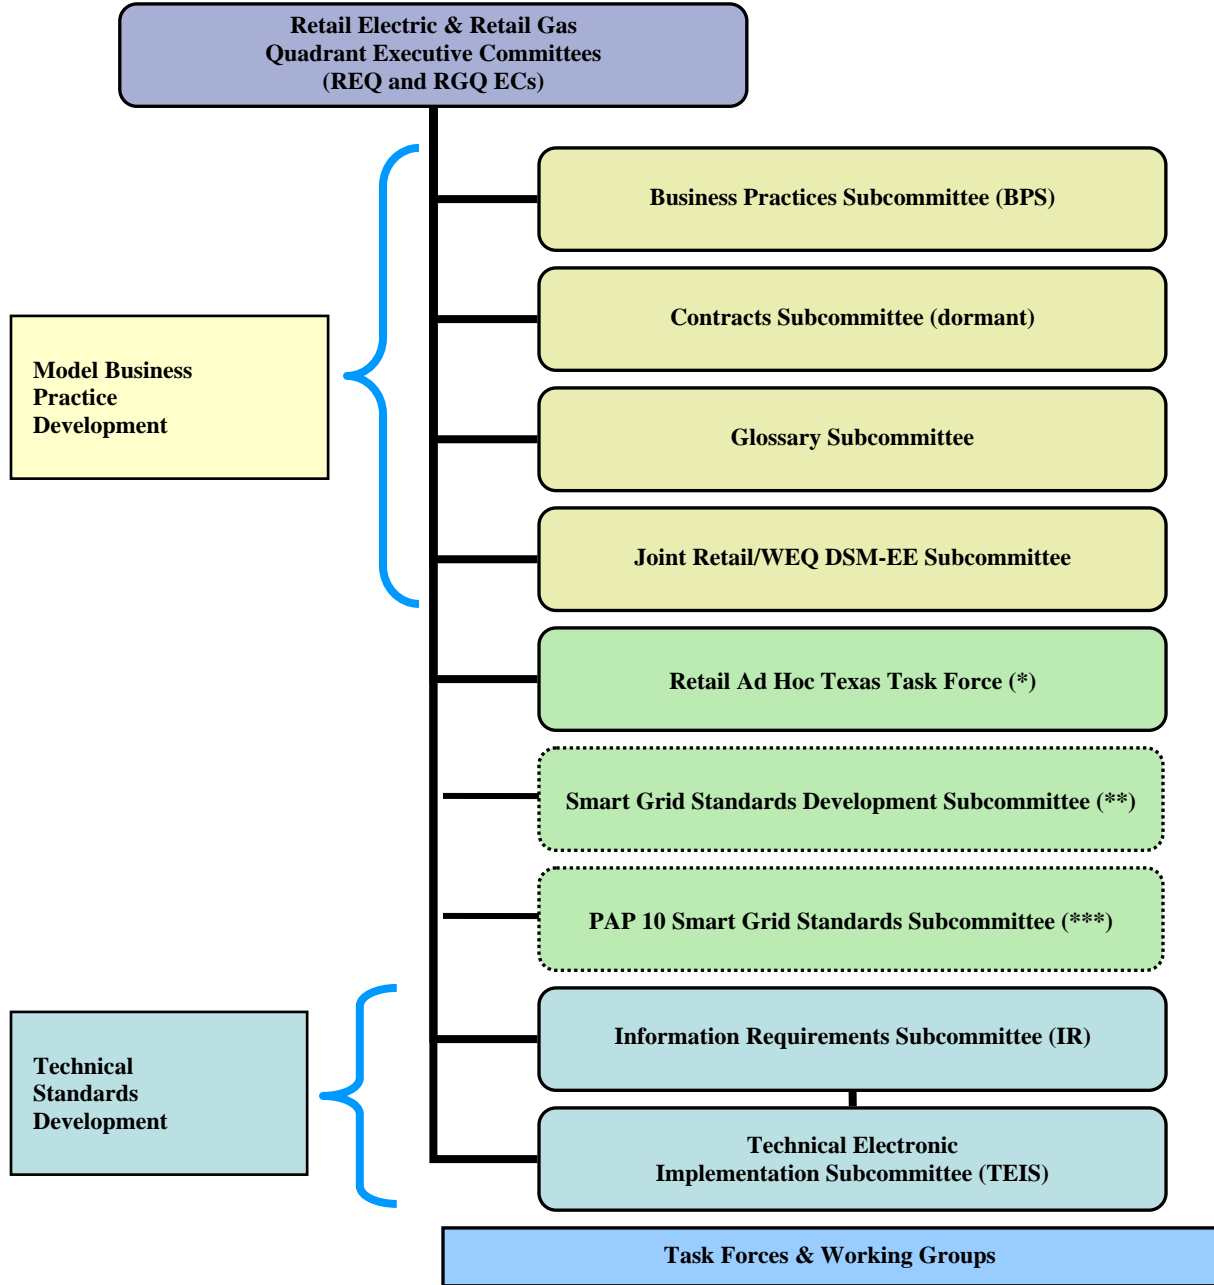 Retail Electric & Retail Gas
Quadrant Executive Committees
(REQ and RGQ ECs)
Business Practices Subcommittee (BPS)
Contracts Subcommittee (dormant)
Model Business
Practice
Development
Glossary Subcommittee
Joint Retail/WEQ DSM-EE Subcommittee
Retail Ad Hoc Texas Task Force (*)
Smart Grid Standards Development Subcommittee (**)
PAP 10 Smart Grid Standards Subcommittee (***)
Information Requirements Subcommittee (IR)
Technical
Standards
Development
Technical Electronic
Implementation Subcommittee (TEIS)
Task Forces & Working Groups